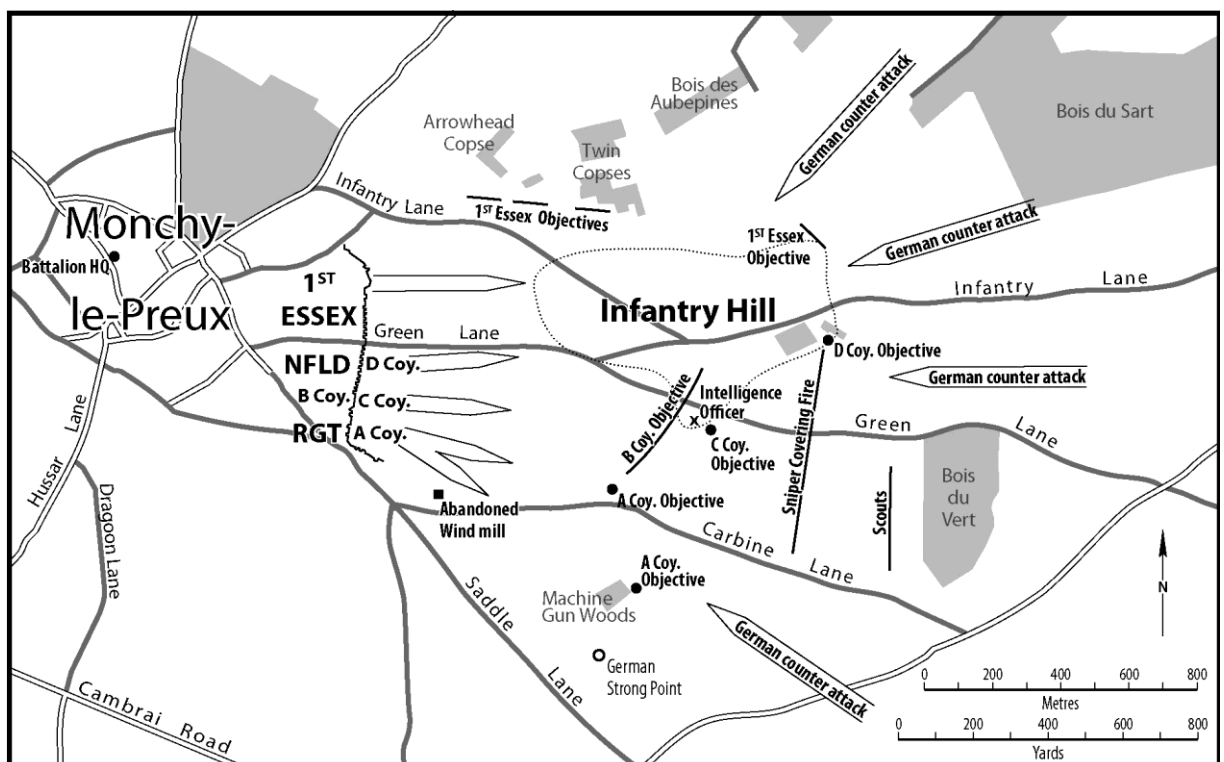 Bois des
Aubepines
Bois du Sart
Arrowhead
Copse
Twin
Copses
German counter attack
Infantry Lane
1ST Essex Objectives
Monchy-
le-Preux
Battalion HQ
1ST Essex
Objective
German counter attack
1ST
ESSEX
Infantry Hill
Infantry Lane
Green Lane
NFLD
D Coy.
D Coy. Objective
B Coy.
C Coy.
German counter attack
RGT
A Coy.
B Coy. Objective
Intelligence
Officer
x
C Coy.
Objective
Green Lane
Sniper Covering Fire
Scouts
Bois
du
Vert
Hussar Lane
Dragoon Lane
Abandoned
Wind mill
A Coy. Objective
Carbine Lane
Saddle Lane
A Coy.
Objective
Machine
Gun Woods
German
Strong Point
German counter attack
Cambrai Road
N
0 200 400 600 800
Metres
0 200 400 600 800
Yards